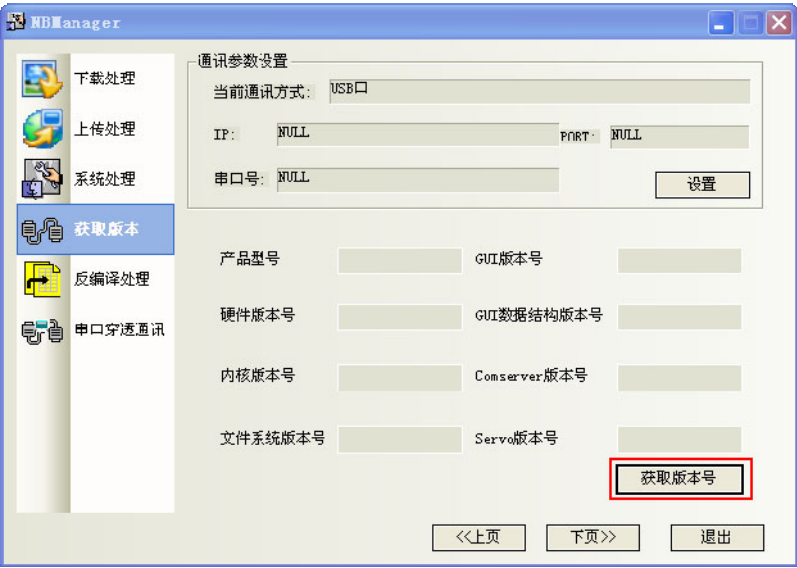 NBManager
下载处理
上传处理
系统处理
获取版本
反编译处理
串口穿透通讯
通讯参数设置
当前通讯方式: USB口
IP: NULL PORT· NULL
串口号: NULL
设置
产品型号 GUI版本号
硬件版本号 GUI数据结构版本号
内核版本号 Comserver版本号
文件系统版本号 Servo版本号
获取版本号
<<上页 下页>> 退出